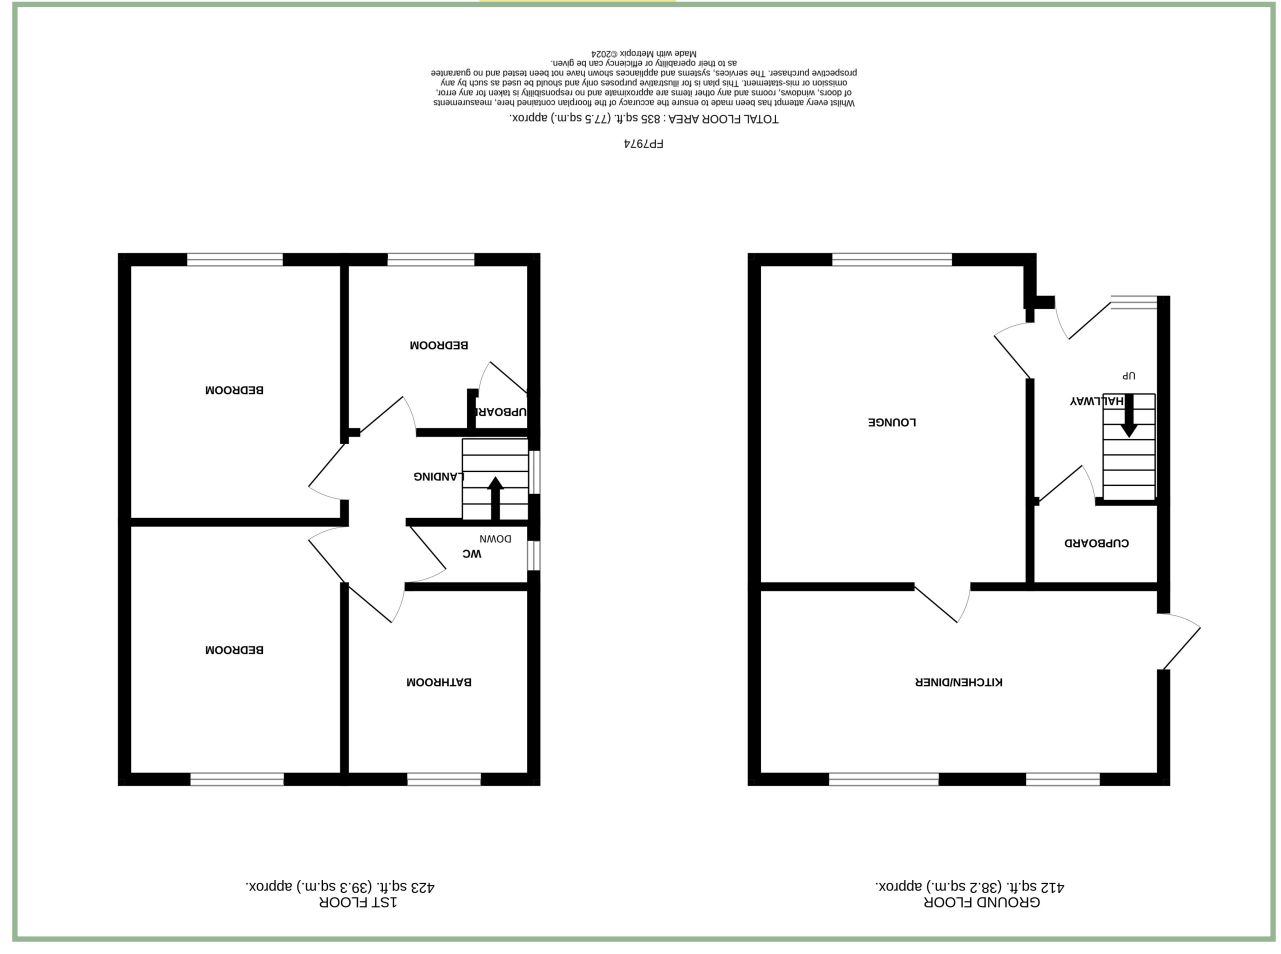 GROUND FLOOR
412 sq.ft. (38.2 sq.m.) approx.
KITCHEN/DINER
CUPBOARD
LOUNGE
HALLWAY
UP
1ST FLOOR
423 sq.ft. (39.3 sq.m.) approx.
BATHROOM
BEDROOM
WC
DOWN
LANDING
UPBOARD
BEDROOM
BEDROOM
FP7974
TOTAL FLOOR AREA : 835 sq.ft. (77.5 sq.m.) approx.
Whilst every attempt has been made to ensure the accuracy of the floorplan contained here, measurements
of doors, windows, rooms and any other items are approximate and no responsibility is taken for any error,
omission or mis-statement. This plan is for illustrative purposes only and should be used as such by any
prospective purchaser. The services, systems and appliances shown have not been tested and no guarantee
as to their operability or efficiency can be given.
Made with Metropix ©2024